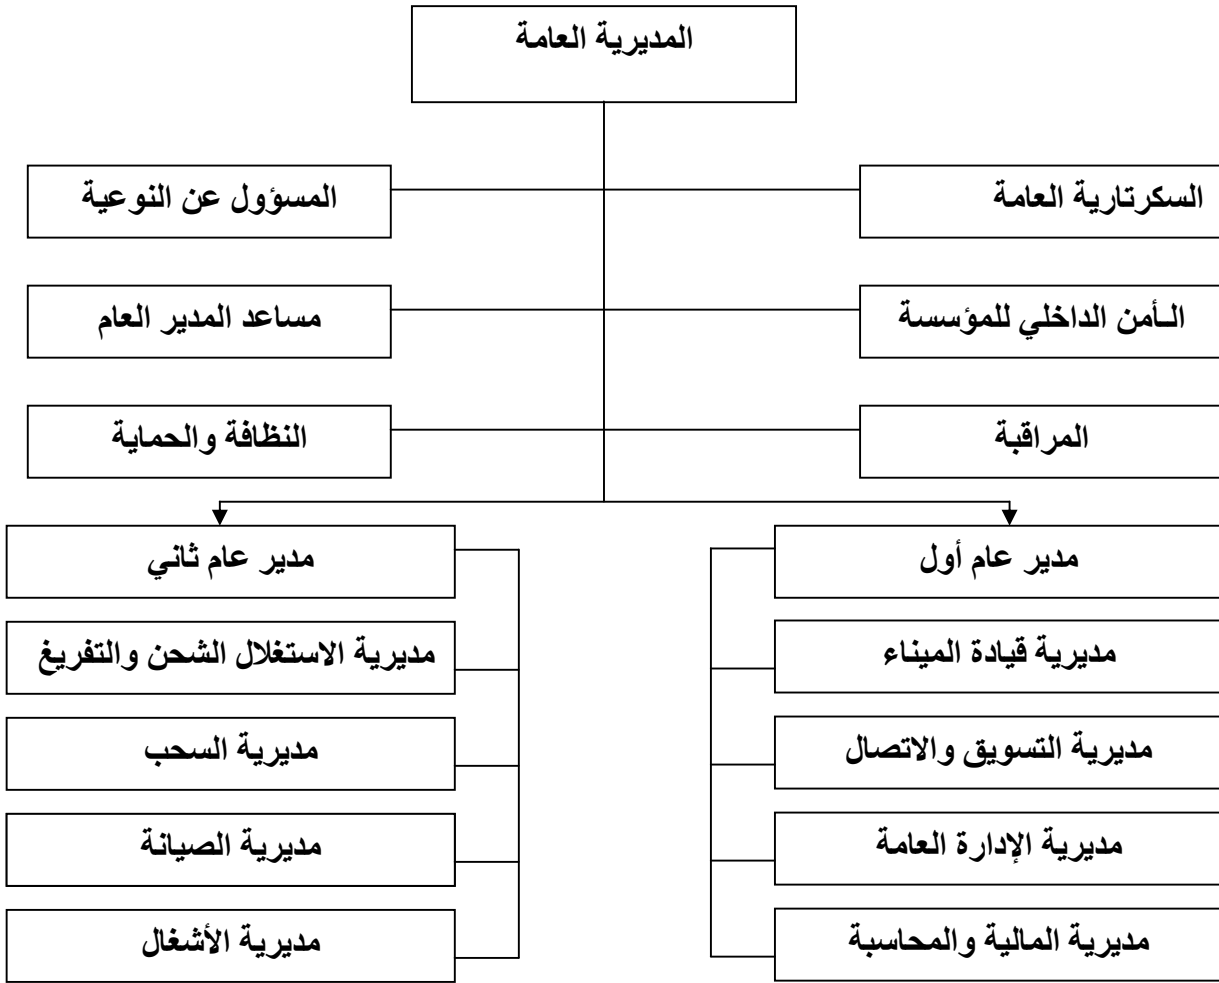 المديرية العامة
السكرتارية العامة
المسؤول عن النوعية
الأمن الداخلي للمؤسسة
مساعد المدير العام
المراقبة
النظافة والحماية
مدير عام أول
مدير عام ثاني
مديرية قيادة الميناء
مديرية الاستغلال الشحن والتفريغ
مديرية التسويق والاتصال
مديرية السحب
مديرية الإدارة العامة
مديرية الصيانة
مديرية المالية والمحاسبة
مديرية الأشغال